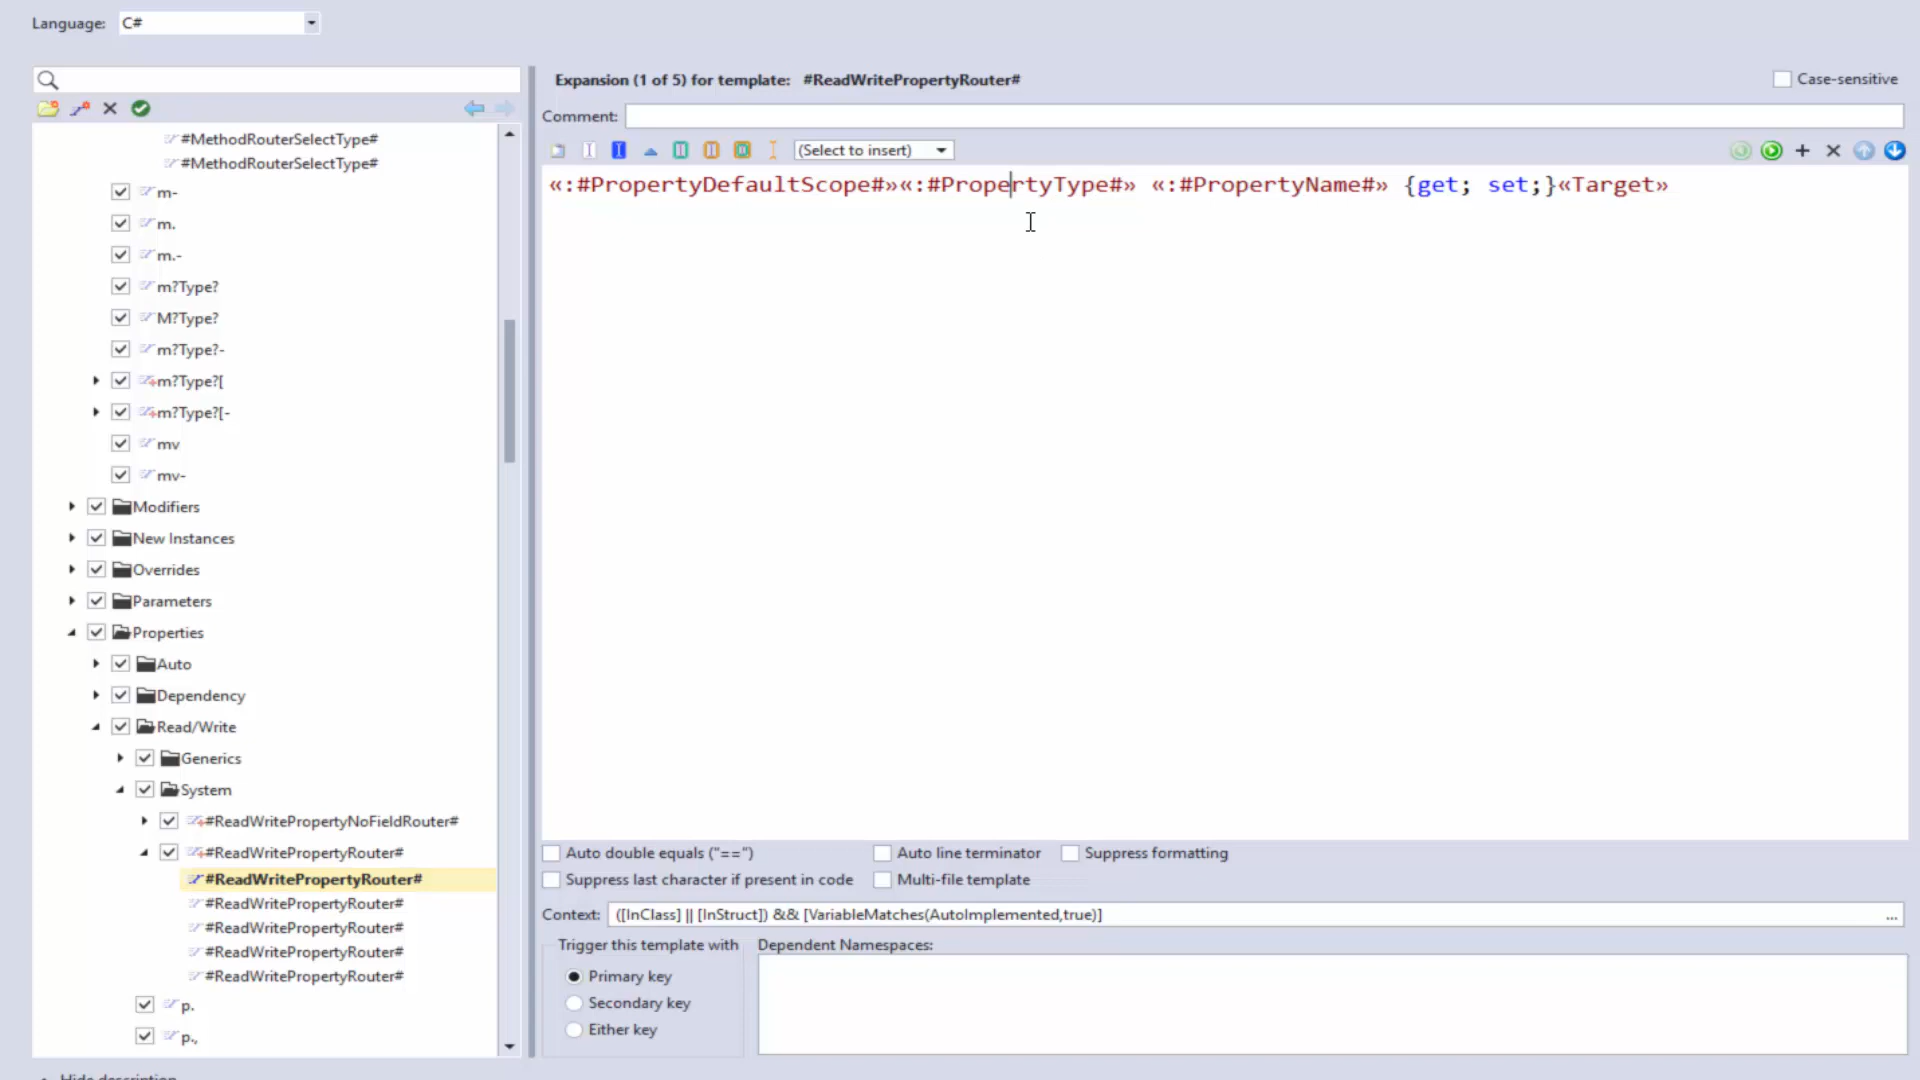 Language: C#
Expansion (1 of 5) for template: #ReadWritePropertyRouter#
Case-sensitive
Comment:
(Select to insert)
«:#PropertyDefaultScope#»«:#PropertyType#» «:#PropertyName#» {get; set;}«Target»
#MethodRouterSelectType#
#MethodRouterSelectType#
m-
m.
m.-
m?Type?
M?Type?
m?Type?-
m?Type?[
m?Type?[-
mv
mv-
Modifiers
New Instances
Overrides
Parameters
Properties
Auto
Dependency
Read/Write
Generics
System
#ReadWritePropertyNoFieldRouter#
#ReadWritePropertyRouter#
#ReadWritePropertyRouter#
#ReadWritePropertyRouter#
#ReadWritePropertyRouter#
#ReadWritePropertyRouter#
#ReadWritePropertyRouter#
p.
p.,
Hide description
Auto double equals ("==")
Auto line terminator
Suppress formatting
Suppress last character if present in code
Multi-file template
Context: ([InClass] || [InStruct]) && [VariableMatches(AutoImplemented,true)]
...
Trigger this template with
Primary key
Secondary key
Either key
Dependent Namespaces: